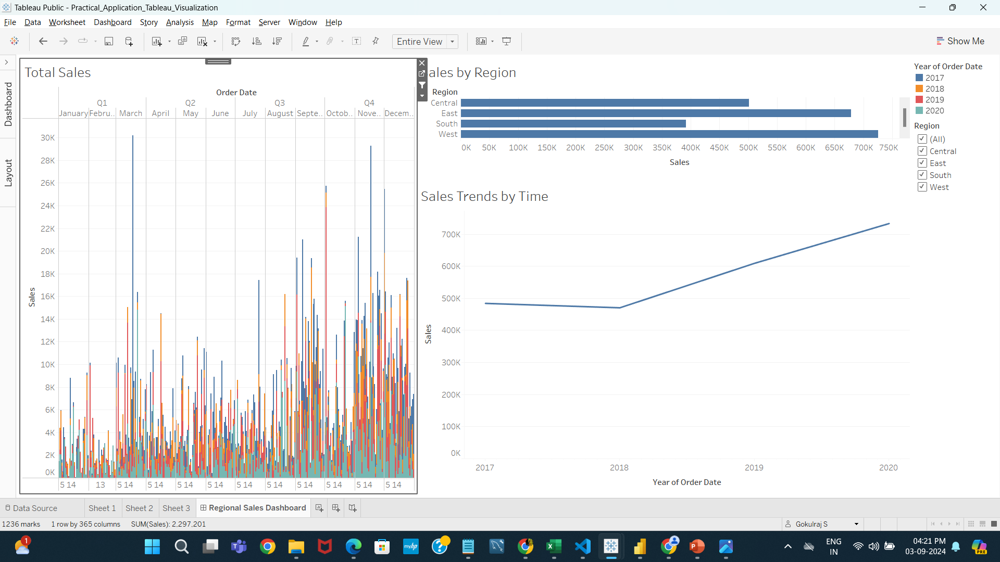 Tableau Public - Practical_Application_Tableau_Visualization
File Data Worksheet Dashboard Story Analysis Map Format Server Window Help
Entire View
Show Me
Dashboard
Layout
Total Sales
Order Date
Q1 Q2 Q3 Q4
January Febru.. March April May June July August Septe.. Octob.. Nove.. Decem..
30K
28K
26K
24K
22K
20K
18K
16K
14K
12K
10K
8K
6K
4K
2K
0K
Sales
5 14 13 5 14 5 14 5 14 5 14 5 14 5 14 5 14 5 14 5 14 5 14
ales by Region
Region
Central
East
South
West
0K 50K 100K 150K 200K 250K 300K 350K 400K 450K 500K 550K 600K 650K 700K 750K
Sales
Sales Trends by Time
700K
600K
500K
400K
300K
200K
100K
0K
Sales
2017 2018 2019 2020
Year of Order Date
Year of Order Date
2017
2018
2019
2020
Region
(All)
Central
East
South
West
Data Source Sheet 1 Sheet 2 Sheet 3 Regional Sales Dashboard
1236 marks 1 row by 365 columns SUM(Sales): 2,297,201
Gokulraj S
1
myhp
ENG
IN
04:21 PM
03-09-2024
PRE